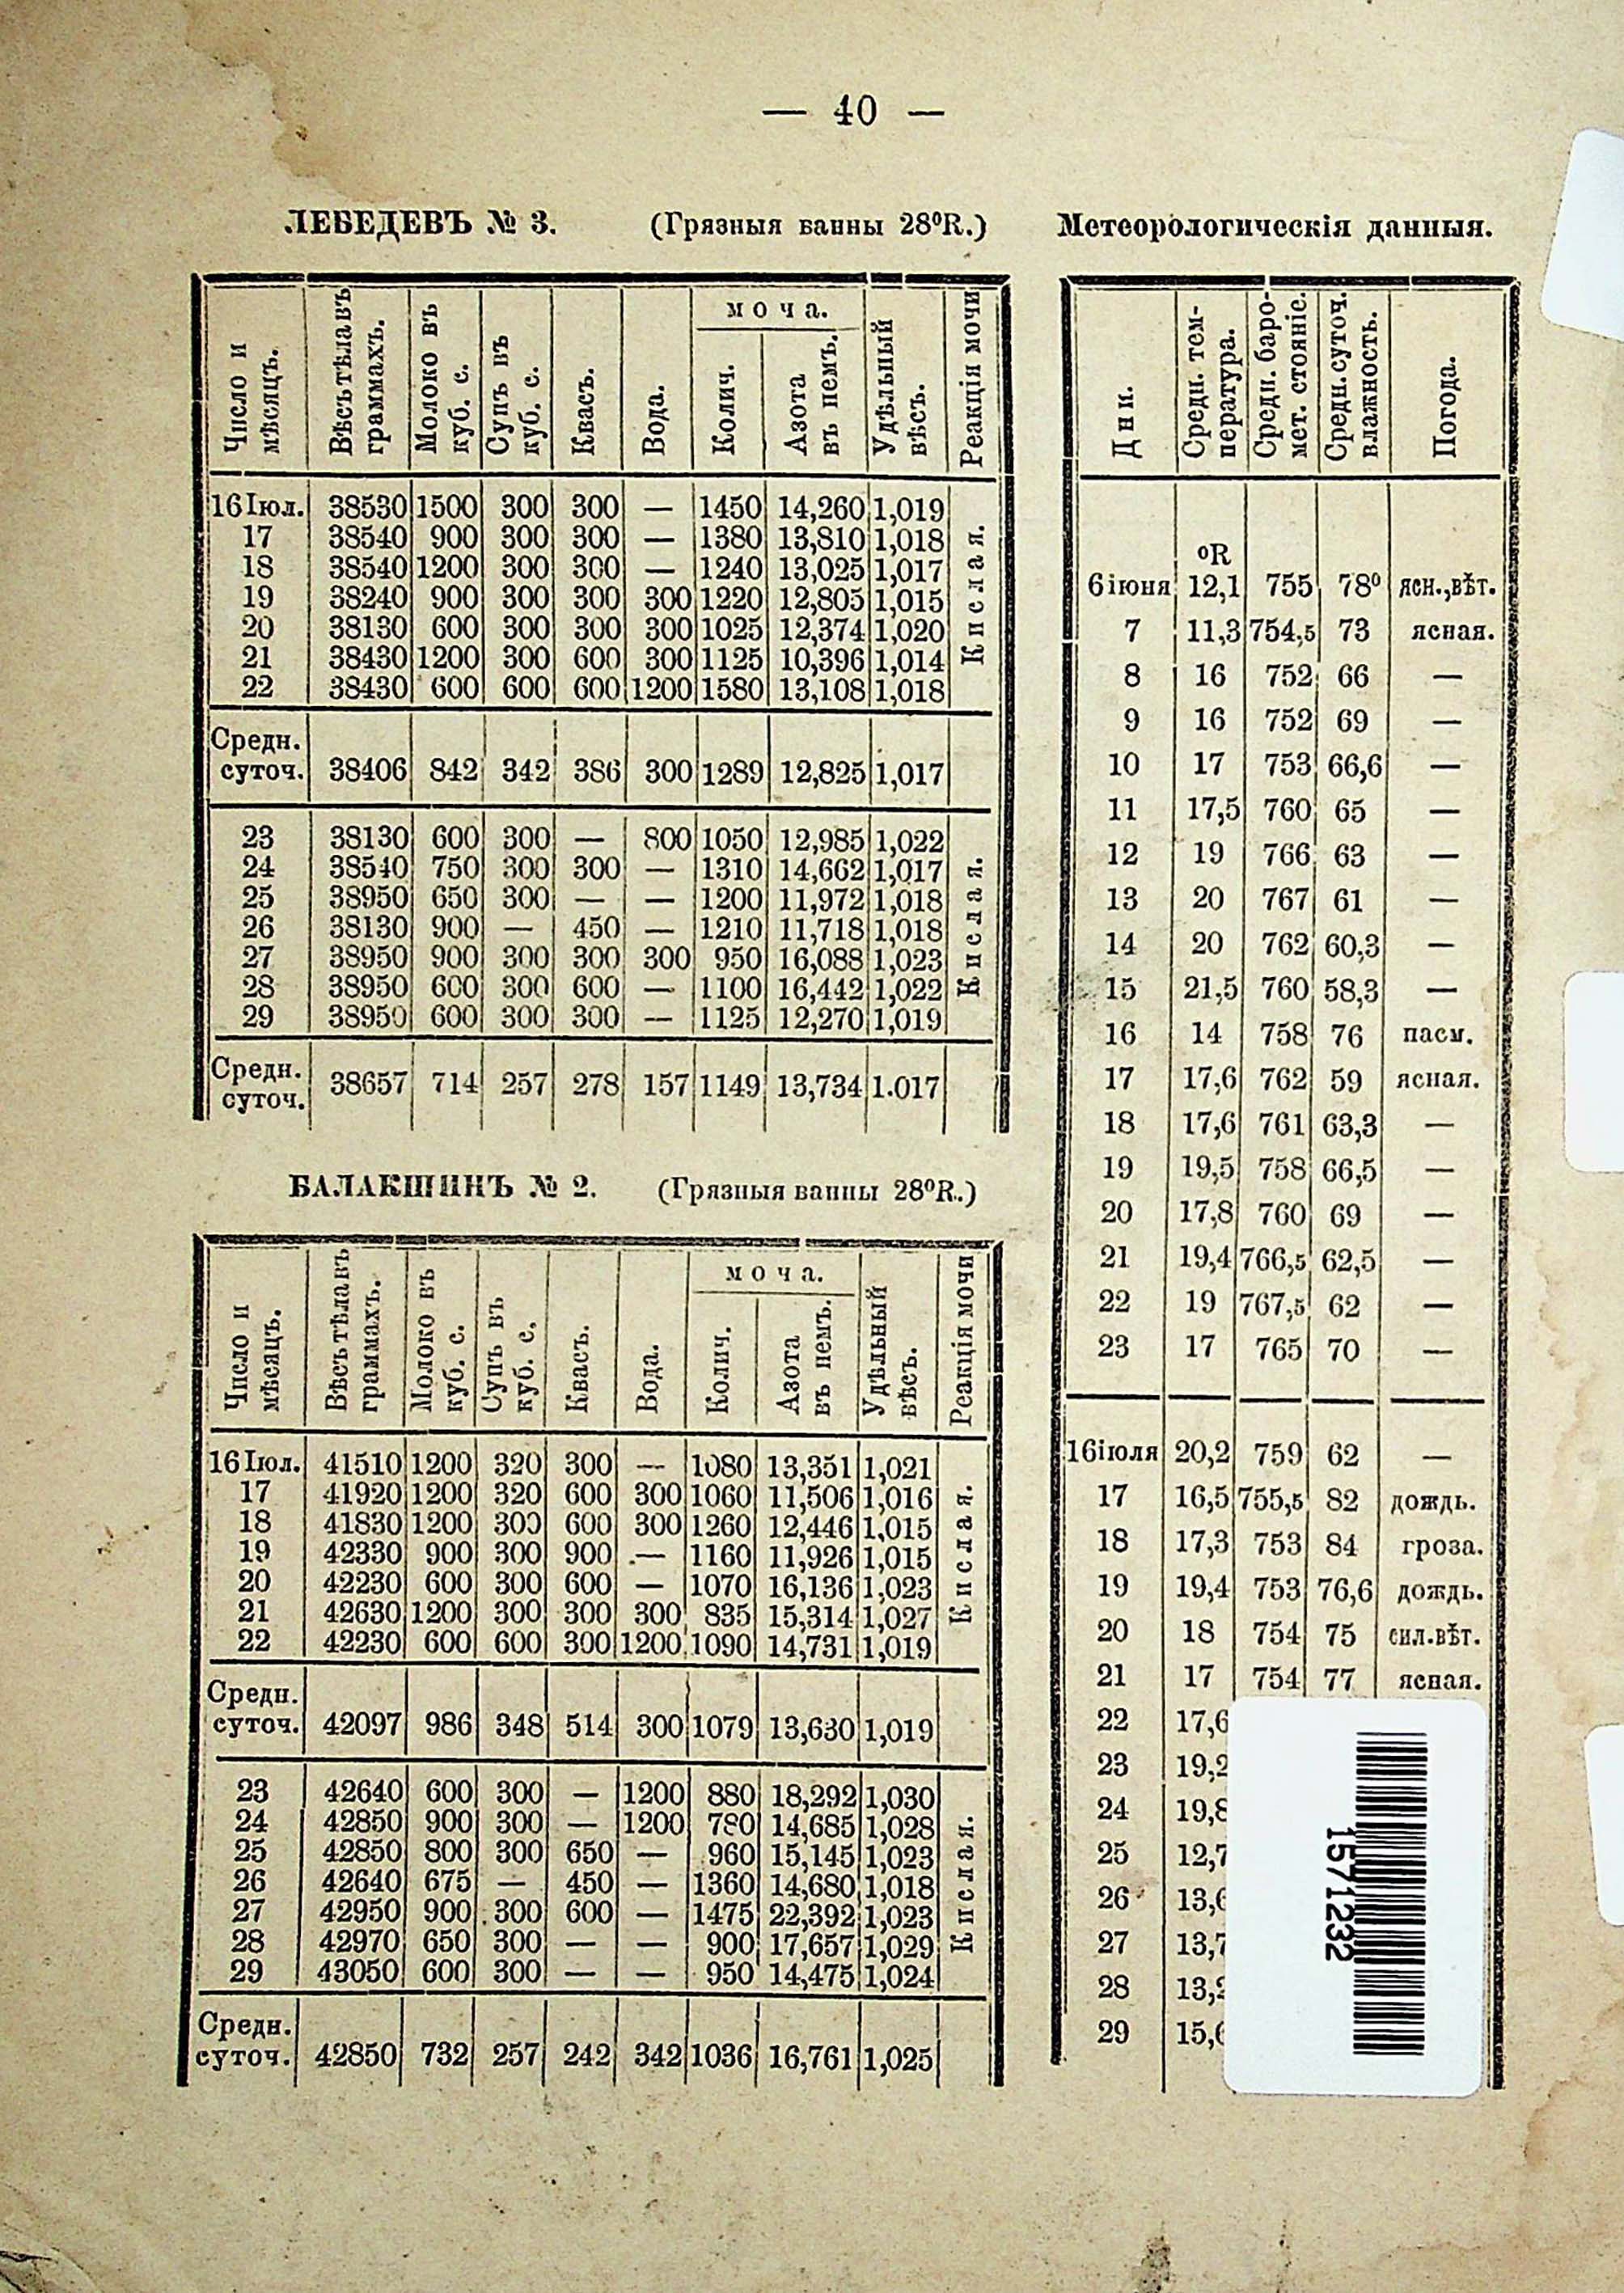 — 40 —
ЛЕБЕДЕВЪ № 3. (Грязныя ванны 28⁰R.)
Число и мѣсяцъ. Вѣсъ тѣла въ граммахъ. Молоко въ куб. с. Супъ въ куб. с. Квасъ. Вода. моча. Колич. Азота въ немъ. Удѣльный вѣсъ. Реакція мочи
16 Іюл. 38530 1500 300 300 — 1450 14,260 1,019
17 38540 900 300 300 — 1380 13,810 1,018
18 38540 1200 300 300 — 1240 13,025 1,017
19 38240 900 300 300 300 1220 12,805 1,015
20 38130 600 300 300 300 1025 12,374 1,020
21 38430 1200 300 600 300 1125 10,396 1,014
22 38430 600 600 600 1200 1580 13,108 1,018
Кислая.
Средн.
суточ. 38406 842 342 386 300 1289 12,825 1,017
23 38130 600 300 — 800 1050 12,985 1,022
24 38540 750 300 300 — 1310 14,662 1,017
25 38950 650 300 — — 1200 11,972 1,018
26 38130 900 — 450 — 1210 11,718 1,018
27 38950 900 300 300 300 950 16,088 1,023
28 38950 600 300 600 — 1100 16,442 1,022
29 38950 600 300 300 — 1125 12,270 1,019
Кислая.
Средн.
суточ. 38657 714 257 278 157 1149 13,734 1.017
БАЛАКШИНЪ № 2. (Грязныя ванны 28⁰R.)
Число и мѣсяцъ. Вѣсъ тѣла въ граммахъ. Молоко въ куб. с. Супъ въ куб. с. Квасъ. Вода. моча. Колич. Азота въ немъ. Удѣльный вѣсъ. Реакція мочи
16 Іюл. 41510 1200 320 300 — 1080 13,351 1,021
17 41920 1200 320 600 300 1060 11,506 1,016
18 41830 1200 300 600 300 1260 12,446 1,015
19 42330 900 300 900 — 1160 11,926 1,015
20 42230 600 300 600 — 1070 16,136 1,023
21 42630 1200 300 300 300 835 15,314 1,027
22 42230 600 600 300 1200 1090 14,731 1,019
Кислая.
Средн.
суточ. 42097 986 348 514 300 1079 13,630 1,019
23 42640 600 300 — 1200 880 18,292 1,030
24 42850 900 300 — 1200 780 14,685 1,028
25 42850 800 300 650 — 960 15,145 1,023
26 42640 675 — 450 — 1360 14,680 1,018
27 42950 900 300 600 — 1475 22,392 1,023
28 42970 650 300 — — 900 17,657 1,029
29 43050 600 300 — — 950 14,475 1,024
Кислая.
Средн.
суточ. 42850 732 257 242 342 1036 16,761 1,025
Метеорологическія данныя.
Дни. Средн. температура. Средн. баромет. стояніе. Средн. суточ. влажность. Погода.
⁰R
6 іюня 12,1 755 78⁰ ясн.,вѣт.
7 11,3 754,5 73 ясная.
8 16 752 66 —
9 16 752 69 —
10 17 753 66,6 —
11 17,5 760 65 —
12 19 766 63 —
13 20 767 61 —
14 20 762 60,3 —
15 21,5 760 58,3 —
16 14 758 76 пасм.
17 17,6 762 59 ясная.
18 17,6 761 63,3 —
19 19,5 758 66,5 —
20 17,8 760 69 —
21 19,4 766,5 62,5 —
22 19 767,5 62 —
23 17 765 70 —
16 іюля 20,2 759 62 —
17 16,5 755,5 82 дождь.
18 17,3 753 84 гроза.
19 19,4 753 76,6 дождь.
20 18 754 75 сил.вѣт.
21 17 754 77 ясная.
22 17,6
23 19,2
24 19,8
25 12,7
26
27 13,7
28
29
1571232